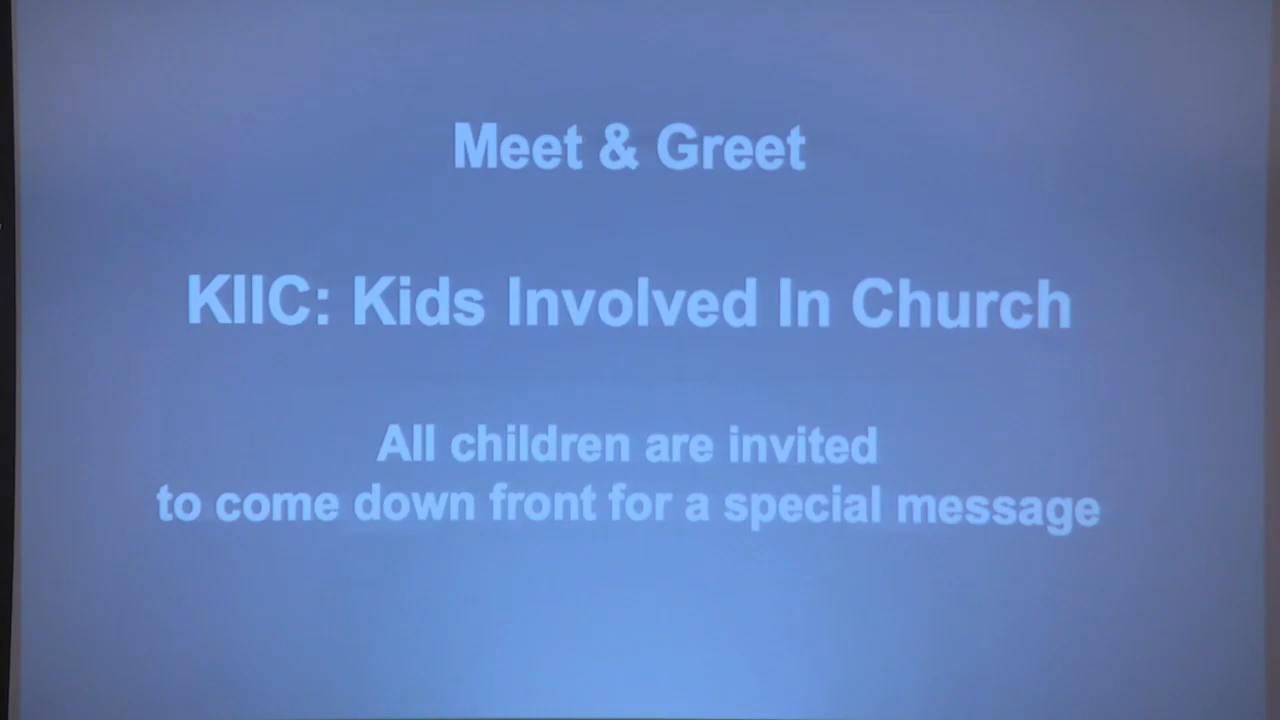 Meet & Greet
KIIC: Kids Involved In Church
All children are invited
to come down front for a special message